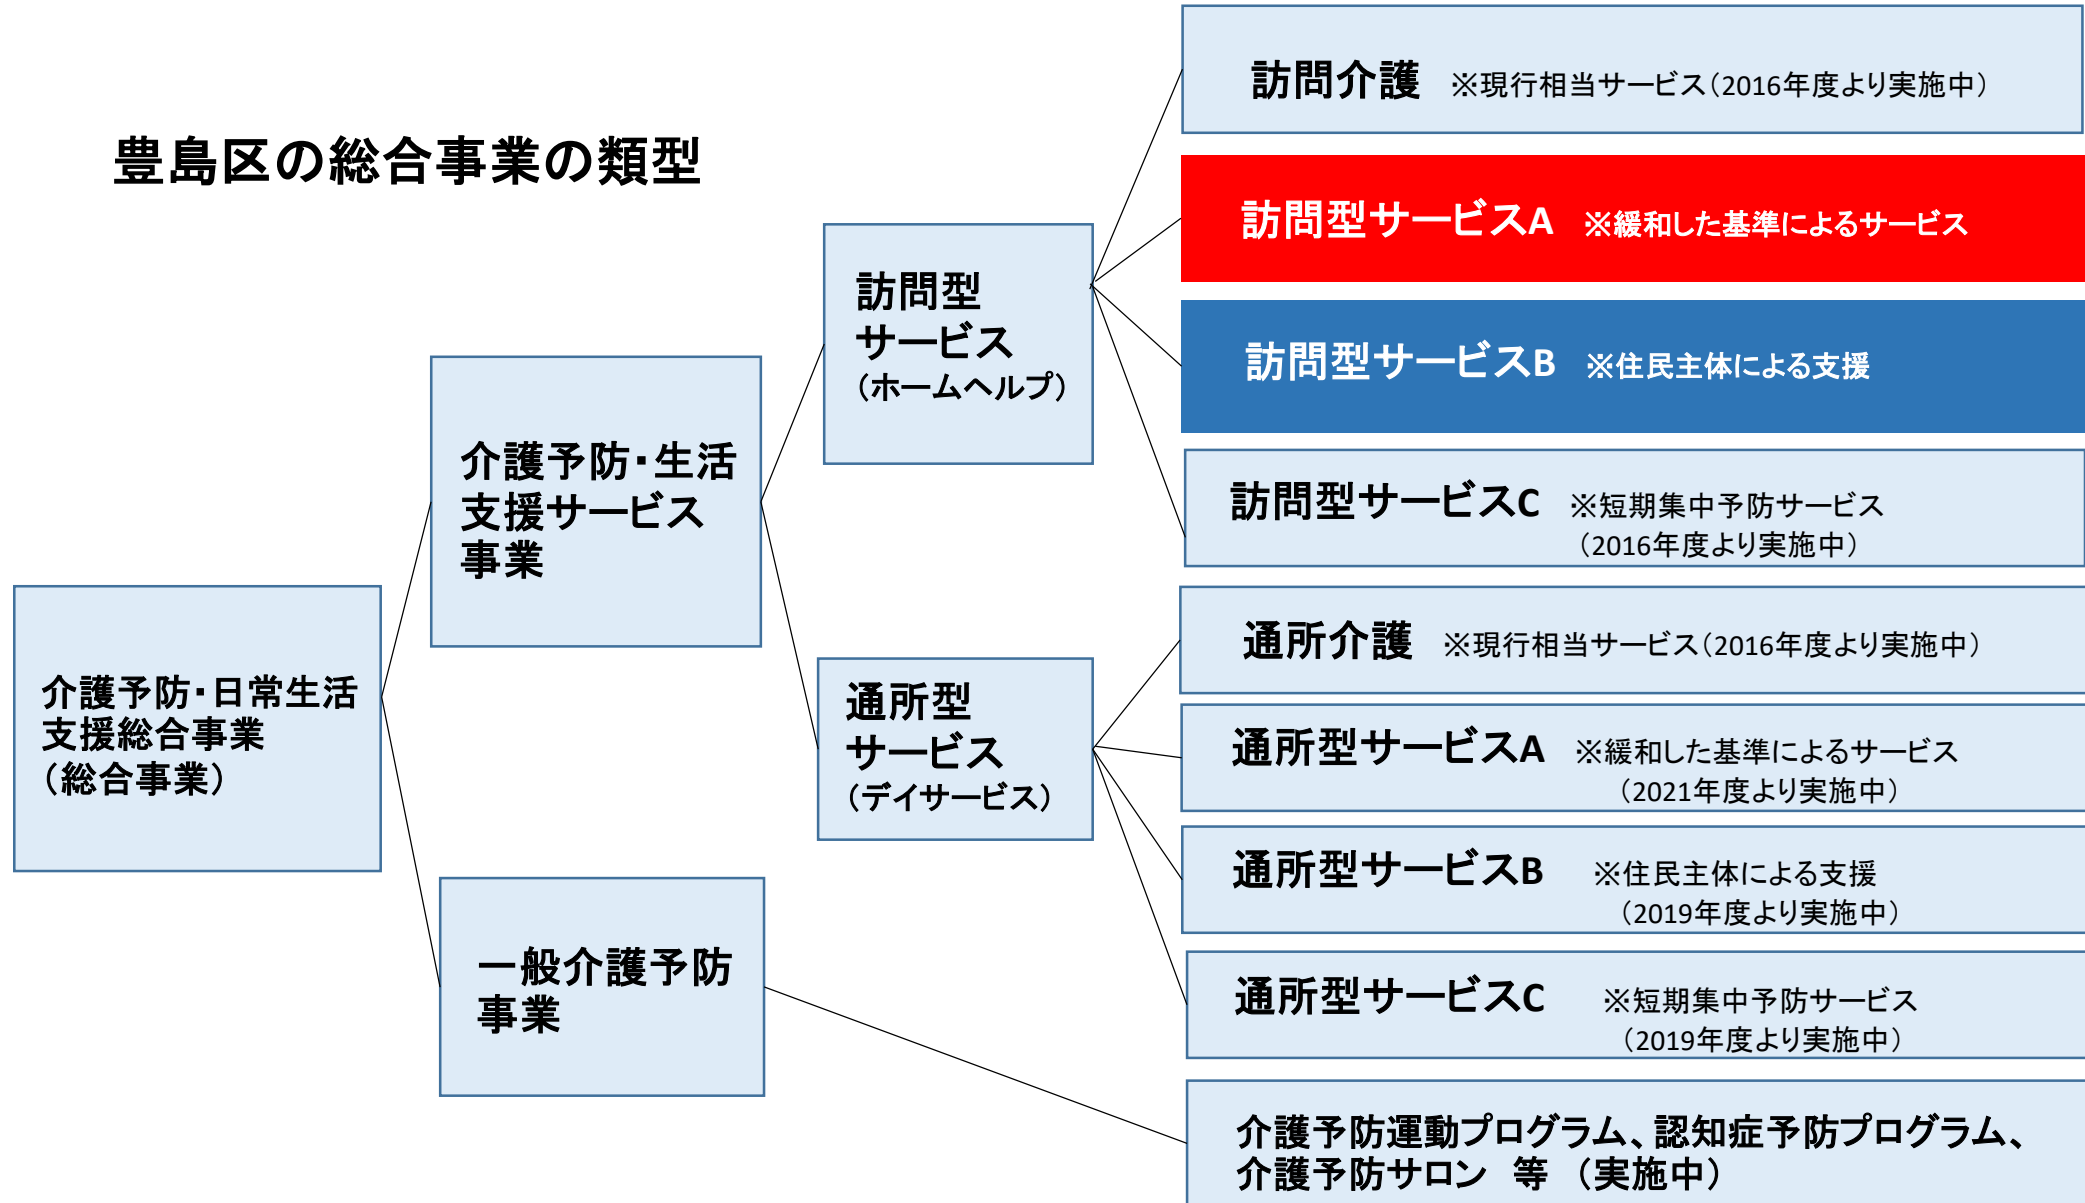 豊島区の総合事業の類型
介護予防・日常生活
支援総合事業
（総合事業）
介護予防・生活
支援サービス
事業
一般介護予防
事業
訪問型
サービス
（ホームヘルプ）
通所型
サービス
（デイサービス）
訪問介護 ※現行相当サービス（2016年度より実施中）
訪問型サービスA ※緩和した基準によるサービス
訪問型サービスB ※住民主体による支援
訪問型サービスC ※短期集中予防サービス
（2016年度より実施中）
通所介護 ※現行相当サービス（2016年度より実施中）
通所型サービスA ※緩和した基準によるサービス
（2021年度より実施中）
通所型サービスB ※住民主体による支援
（2019年度より実施中）
通所型サービスC ※短期集中予防サービス
（2019年度より実施中）
介護予防運動プログラム、認知症予防プログラム、
介護予防サロン 等 （実施中）